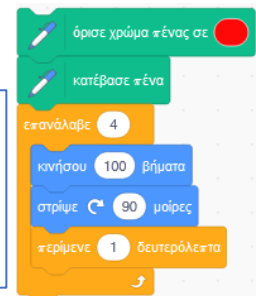 όρισε χρώμα πένας σε
κατέβασε πένα
επανάλαβε 4
κινήσου 100 βήματα
στρίψε 90 μοίρες
περίμενε 1 δευτερόλεπτα